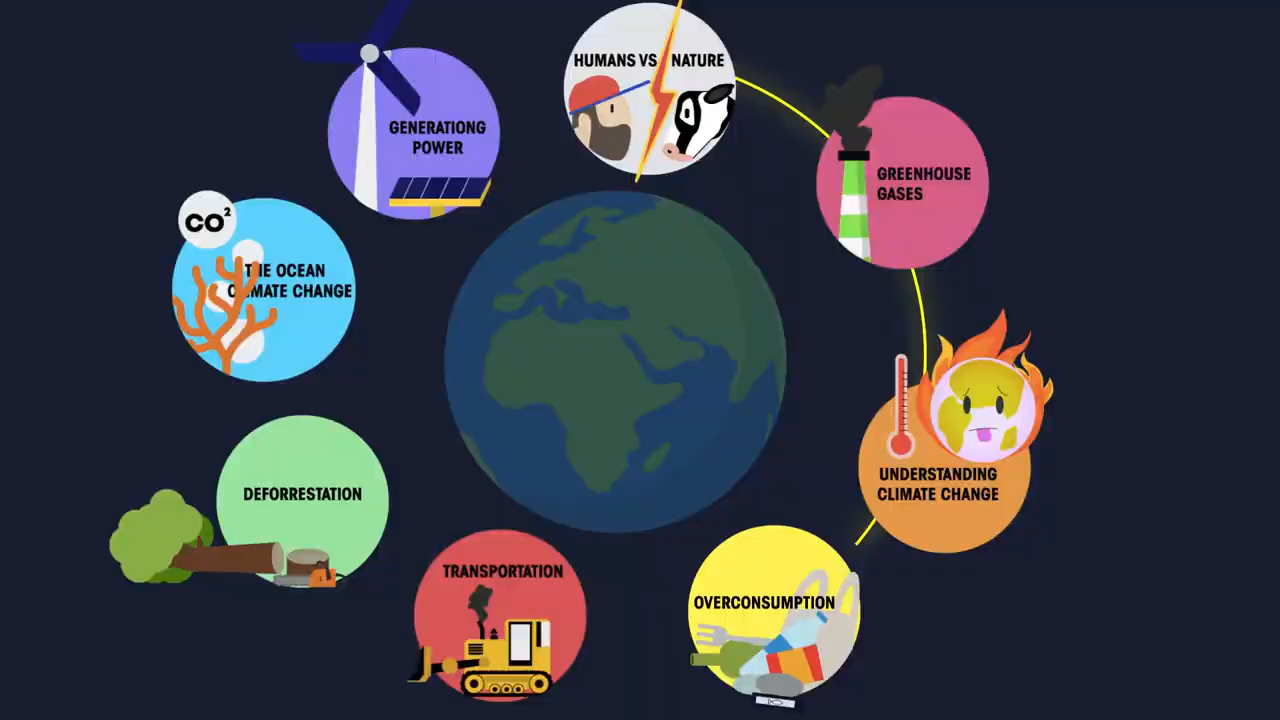 HUMANS VS NATURE
GREENHOUSE
GASES
UNDERSTANDING
CLIMATE CHANGE
OVERCONSUMPTION
TRANSPORTATION
DEFORRESTATION
CO²
THE OCEAN
CLIMATE CHANGE
GENERATIONG
POWER